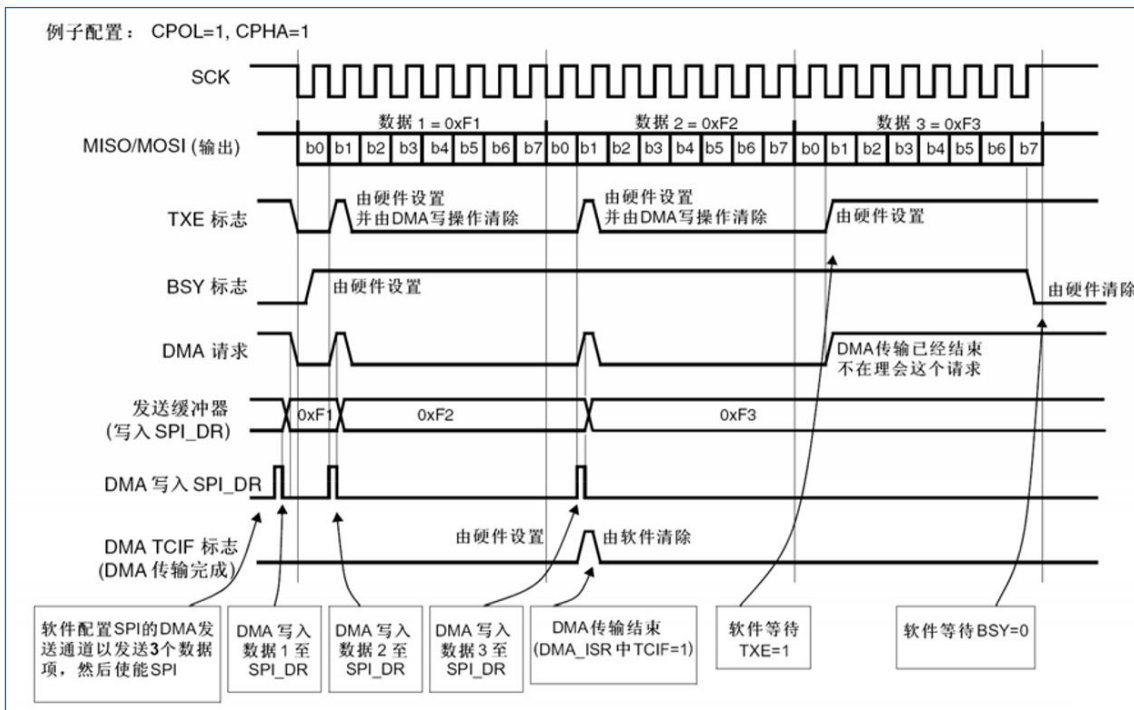 例子配置： CPOL=1, CPHA=1
SCK
数据 1 = 0xF1
数据 2 = 0xF2
数据 3 = 0xF3
MISO/MOSI (输出)
b0 b1 b2 b3 b4 b5 b6 b7 b0 b1 b2 b3 b4 b5 b6 b7 b0 b1 b2 b3 b4 b5 b6 b7
TXE 标志
由硬件设置
并由DMA写操作清除
由硬件设置
并由DMA写操作清除
由硬件设置
BSY 标志
由硬件设置
由硬件清除
DMA 请求
DMA传输已经结束
不在理会这个请求
发送缓冲器
(写入 SPI_DR)
0xF1
0xF2
0xF3
DMA 写入 SPI_DR
DMA TCIF 标志
(DMA 传输完成)
由硬件设置
由软件清除
软件配置SPI的DMA发
送通道以发送3个数据
项，然后使能SPI
DMA 写入
数据 1 至
SPI_DR
DMA 写入
数据 2 至
SPI_DR
DMA 写入
数据 3 至
SPI_DR
DMA传输结束
(DMA_ISR 中TCIF=1)
软件等待
TXE=1
软件等待 BSY=0